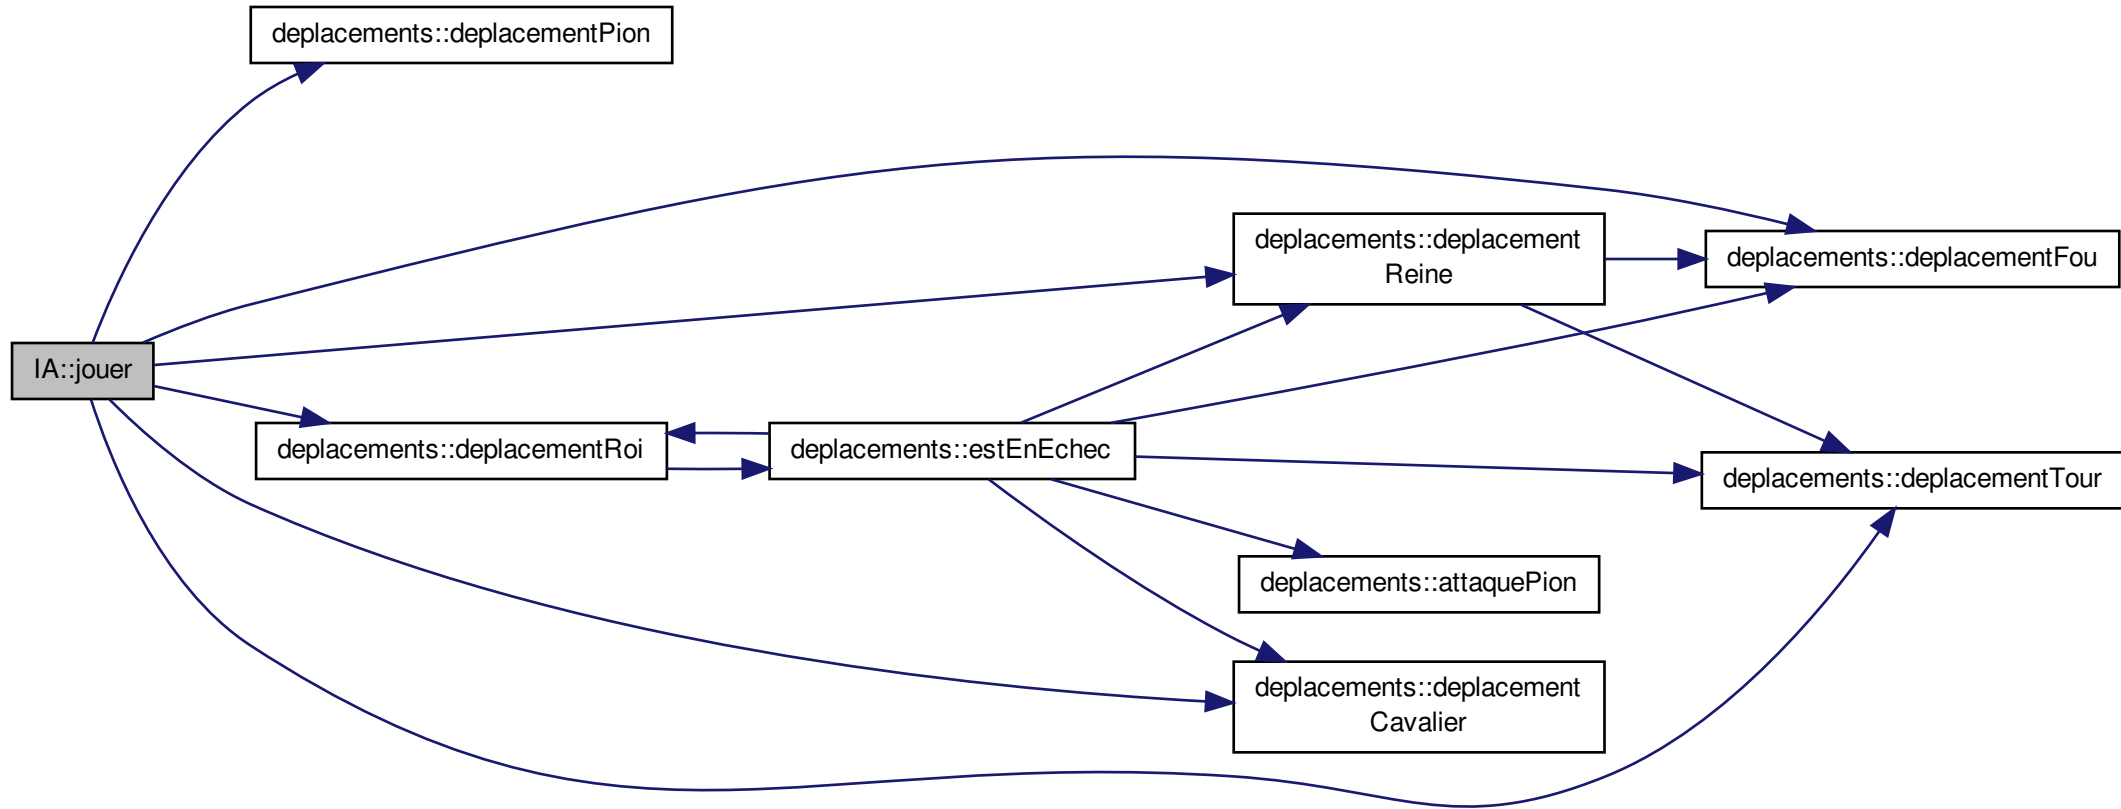 deplacements::deplacementPion
deplacements::deplacement
Reine
deplacements::deplacementFou
IA::jouer
deplacements::deplacementRoi
deplacements::estEnEchec
deplacements::deplacementTour
deplacements::attaquePion
deplacements::deplacement
Cavalier